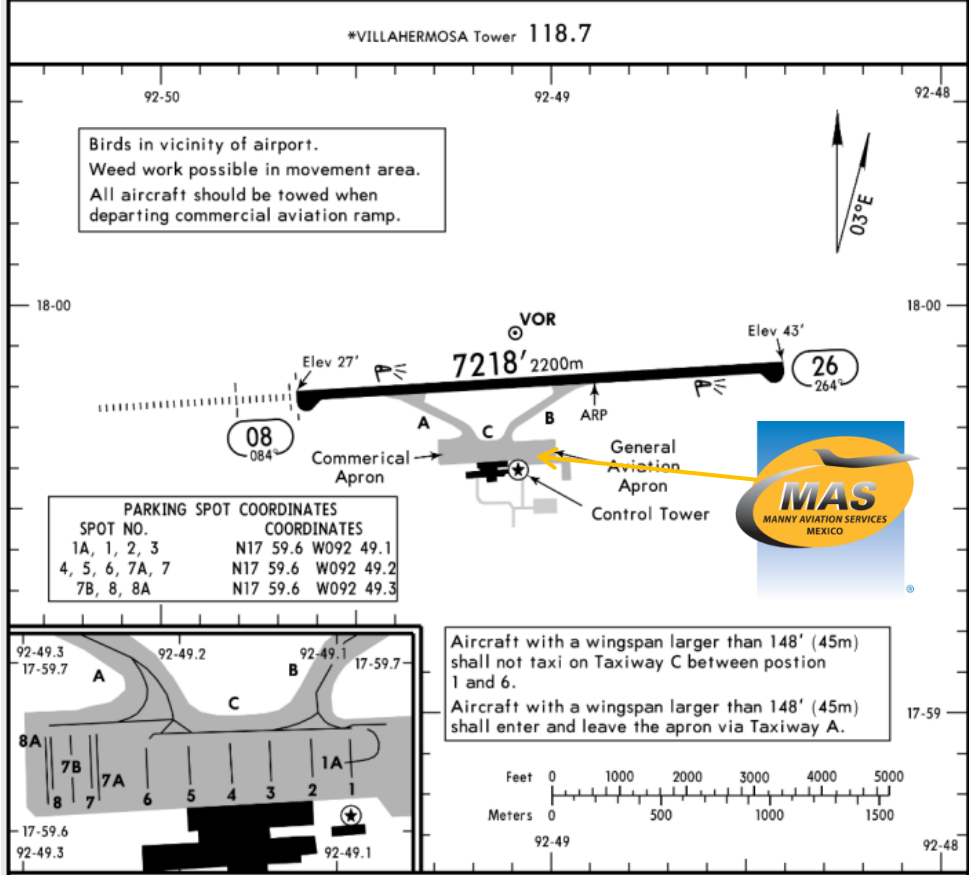 *VILLAHERMOSA Tower 118.7
92-50
92-49
92-48
Birds in vicinity of airport.
Weed work possible in movement area.
All aircraft should be towed when
departing commercial aviation ramp.
03°E
18-00
18-00
VOR
Elev 27'
7218' 2200m
Elev 43'
26
264°
08
084°
A
C
B
ARP
Commerical
Apron
General
Aviation
Apron
Control Tower
MAS
MANNY AVIATION SERVICES
MEXICO
®
PARKING SPOT COORDINATES
SPOT NO. COORDINATES
1A, 1, 2, 3 N17 59.6 W092 49.1
4, 5, 6, 7A, 7 N17 59.6 W092 49.2
7B, 8, 8A N17 59.6 W092 49.3
92-49.3
17-59.7
92-49.2
92-49.1
17-59.7
A
B
C
8A
7B
7A
1A
8 7 6 5 4 3 2 1
17-59.6
92-49.3
92-49.1
Aircraft with a wingspan larger than 148' (45m)
shall not taxi on Taxiway C between postion
1 and 6.
Aircraft with a wingspan larger than 148' (45m)
shall enter and leave the apron via Taxiway A.
17-59
Feet 0 1000 2000 3000 4000 5000
Meters 0 500 1000 1500
92-49
92-48